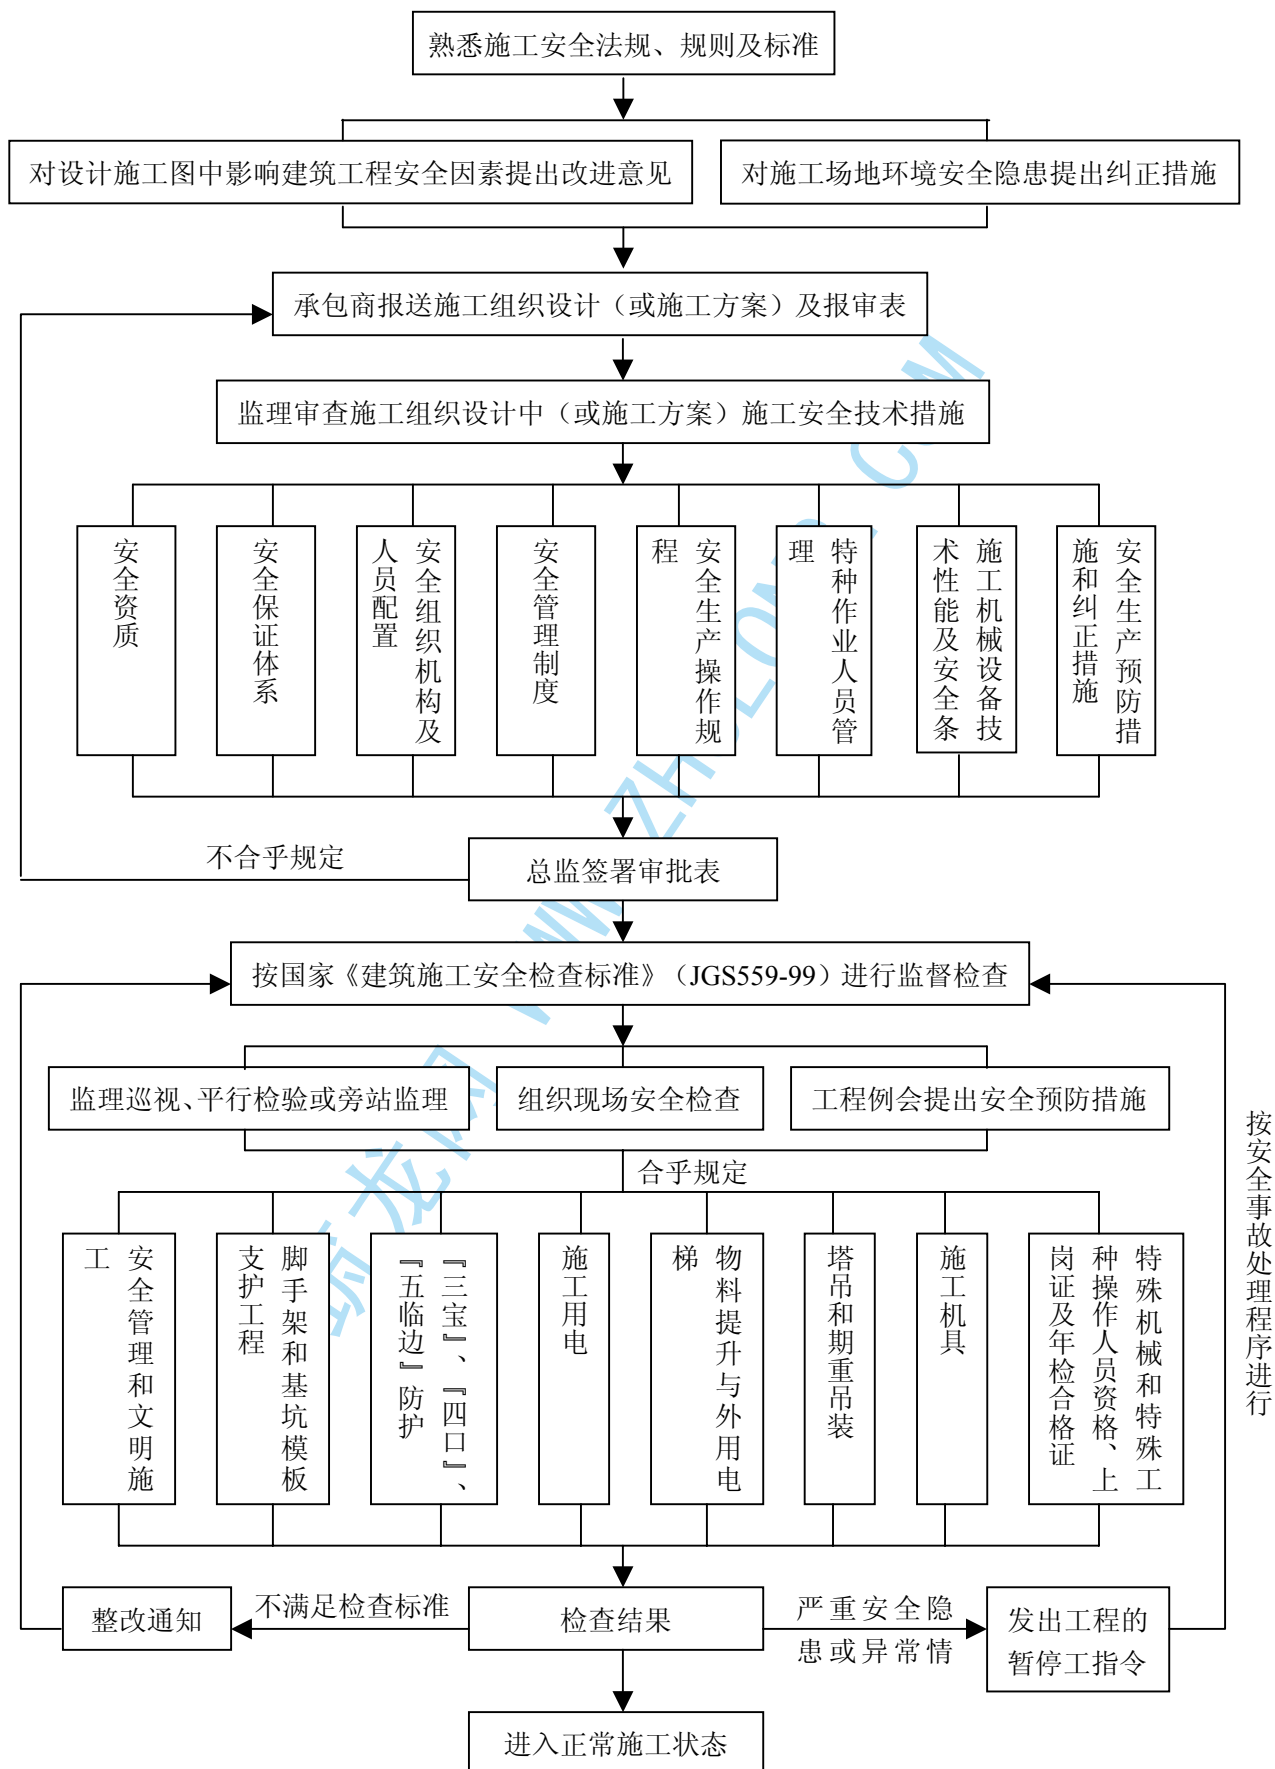 熟悉施工安全法规、规则及标准
对设计施工图中影响建筑工程安全因素提出改进意见
对施工场地环境安全隐患提出纠正措施
承包商报送施工组织设计（或施工方案）及报审表
监理审查施工组织设计中（或施工方案）施工安全技术措施
安全资质
安全保证体系
安全组织机构及
人员配置
安全管理制度
安全生产操作规
程
特种作业人员管
理
施工机械设备技
术性能及安全条
安全生产预防措
施和纠正措施
不合乎规定
总监签署审批表
按国家《建筑施工安全检查标准》（JGS559-99）进行监督检查
监理巡视、平行检验或旁站监理
组织现场安全检查
工程例会提出安全预防措施
合乎规定
安全管理和文明施
工
脚手架和基坑模板
支护工程
『三宝』、『四口』、
『五临边』防护
施工用电
物料提升与外用电
梯
塔吊和期重吊装
施工机具
特殊机械和特殊工
种操作人员资格、上
岗证及年检合格证
按安全事故处理程序进行
整改通知
不满足检查标准
检查结果
严重安全隐
患或异常情
发出工程的
暂停工指令
进入正常施工状态